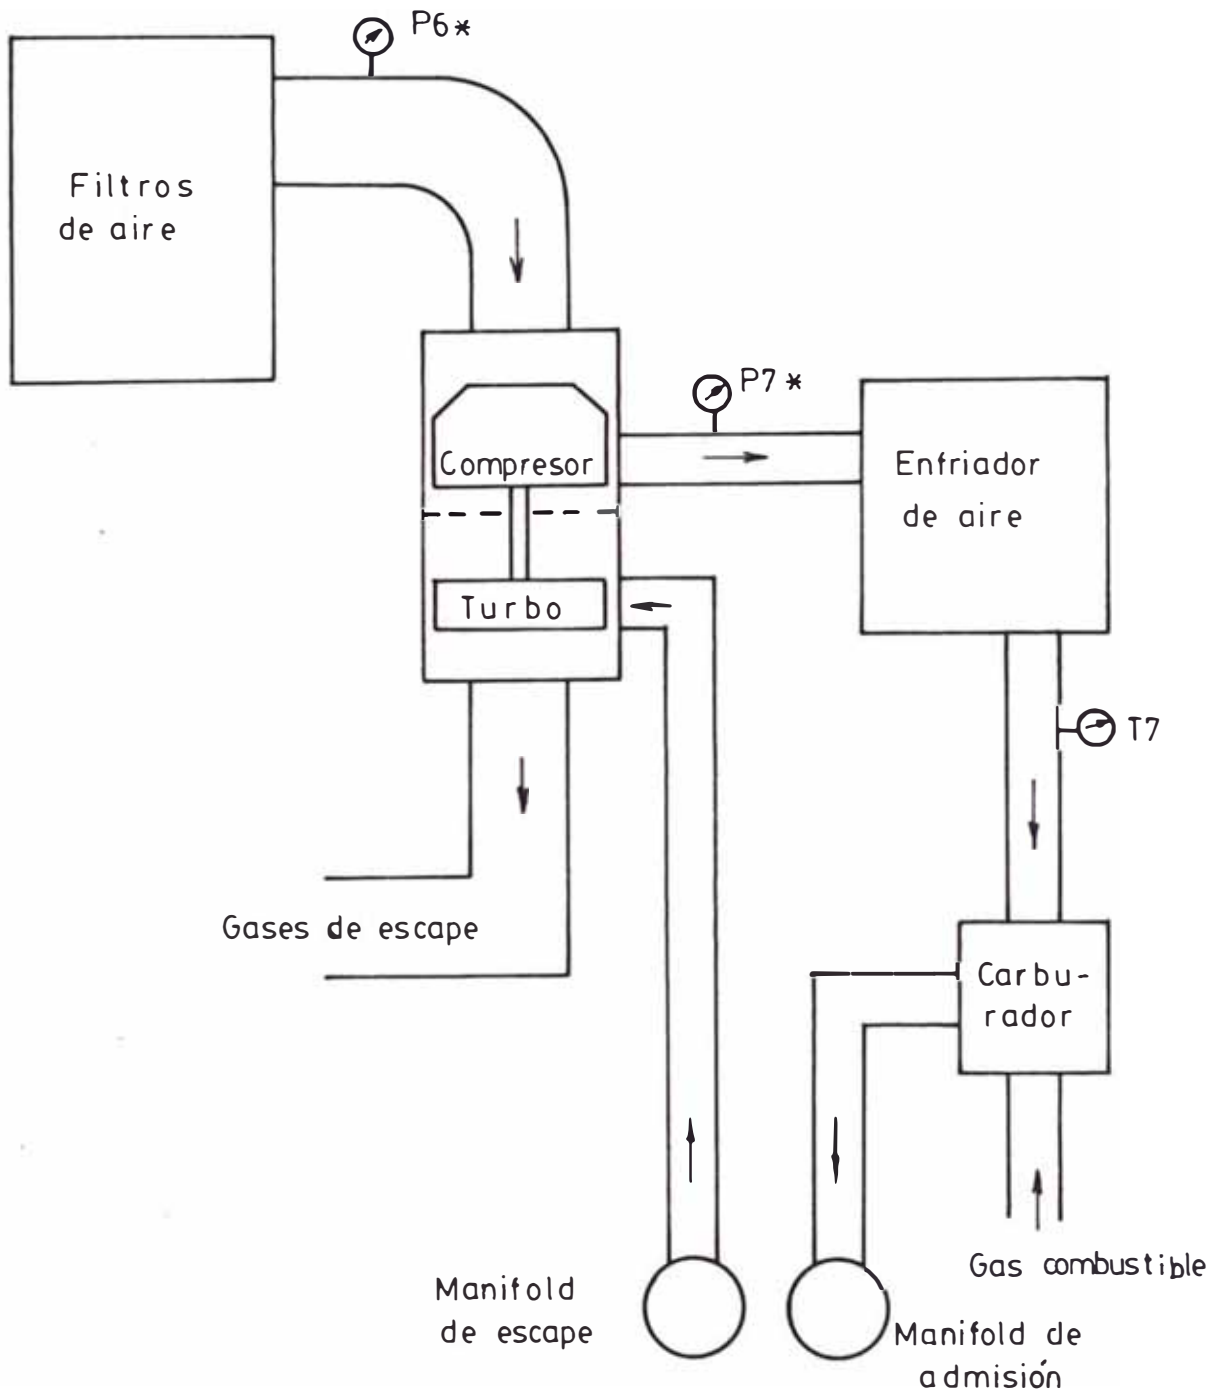 P6*
Filtros
de aire
P7*
Compresor
Enfriador
de aire
Turbo
T7
Gases de escape
Carbu-
rador
Gas combustible
Manifold
de escape
Manifold de
admisión